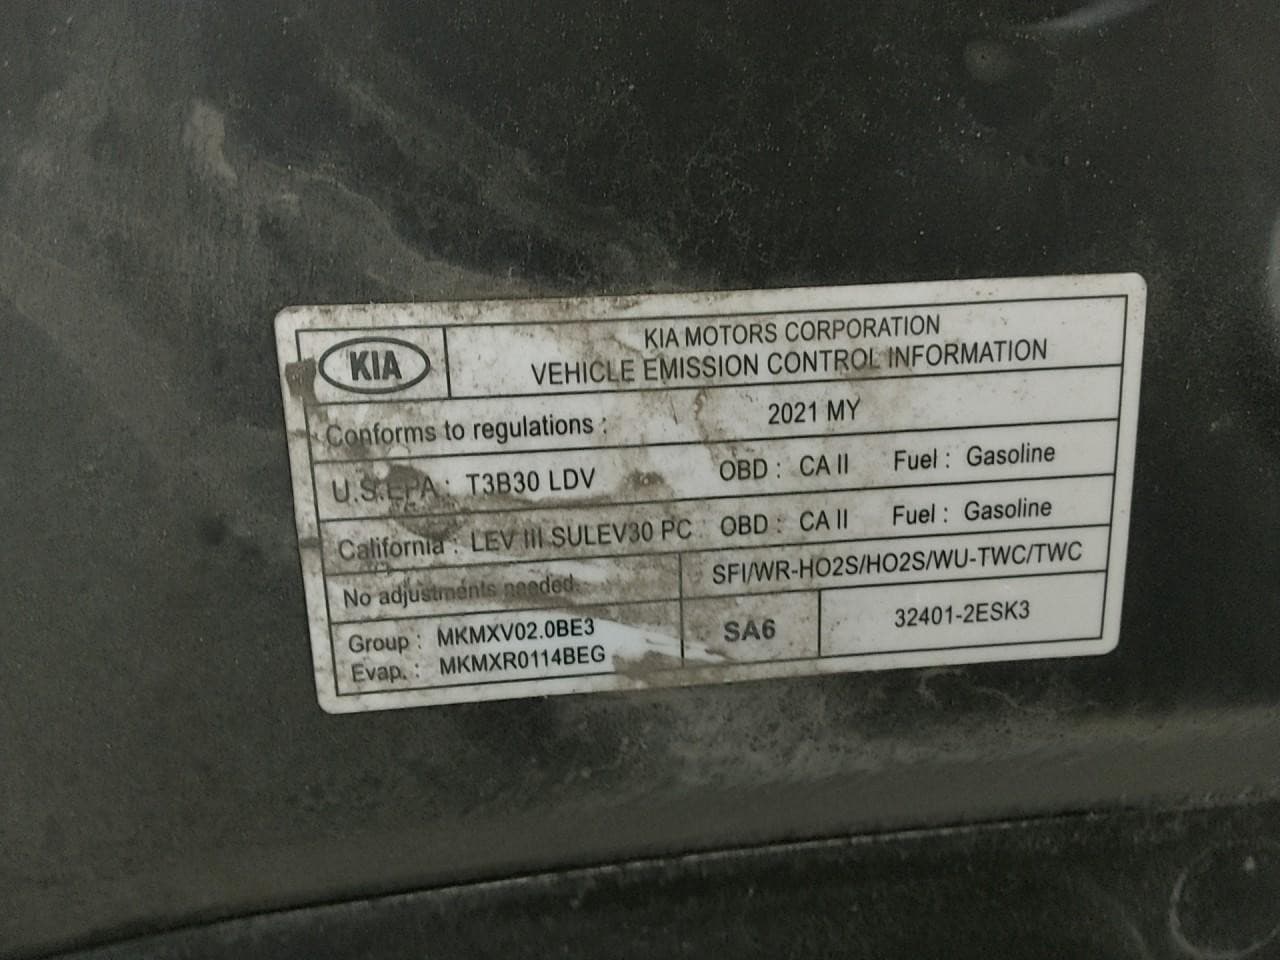 KIA
KIA MOTORS CORPORATION
VEHICLE EMISSION CONTROL INFORMATION
Conforms to regulations : 2021 MY
U.S.EPA : T3B30 LDV OBD : CA II Fuel : Gasoline
California : LEV III SULEV30 PC OBD : CA II Fuel : Gasoline
No adjustments needed. SFI/WR-HO2S/HO2S/WU-TWC/TWC
Group : MKMXV02.0BE3
Evap. : MKMXR0114BEG
SA6
32401-2ESK3